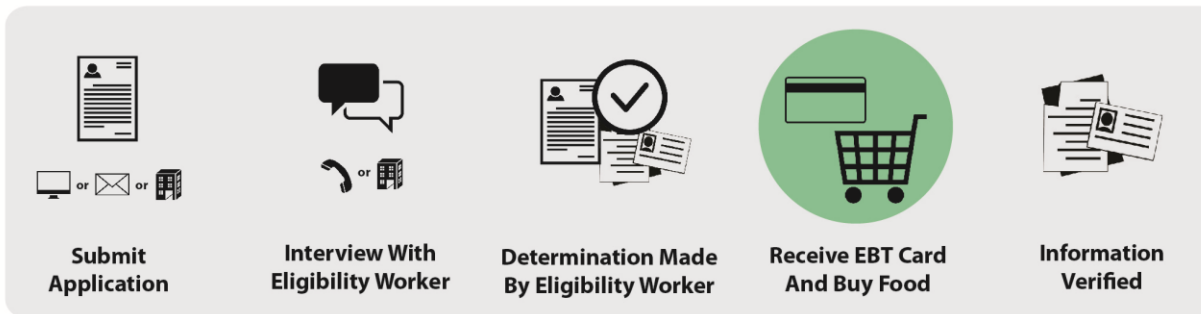 or
or
or
Submit
Application
Interview With
Eligibility Worker
Determination Made
By Eligibility Worker
Receive EBT Card
And Buy Food
Information
Verified